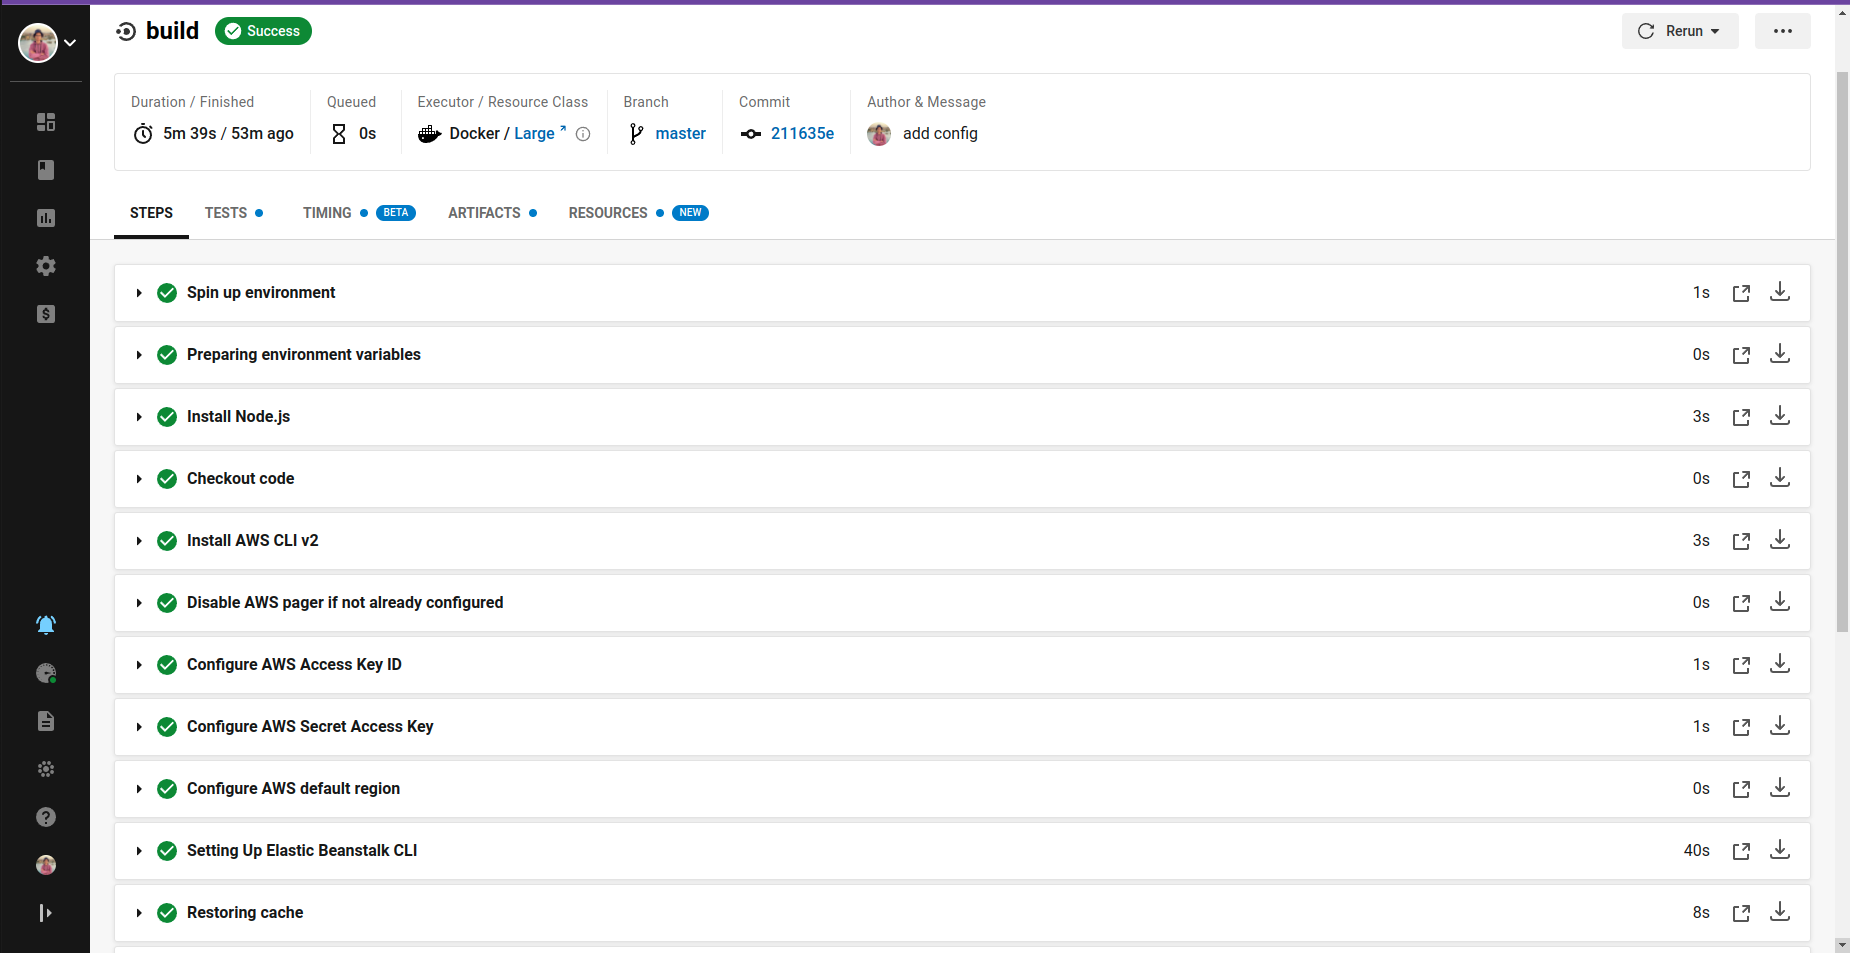 build Success Rerun
Duration / Finished Queued Executor / Resource Class Branch Commit Author & Message
5m 39s / 53m ago 0s Docker / Large master 211635e add config
STEPS TESTS TIMING BETA ARTIFACTS RESOURCES NEW
Spin up environment 1s
Preparing environment variables 0s
Install Node.js 3s
Checkout code 0s
Install AWS CLI v2 3s
Disable AWS pager if not already configured 0s
Configure AWS Access Key ID 1s
Configure AWS Secret Access Key 1s
Configure AWS default region 0s
Setting Up Elastic Beanstalk CLI 40s
Restoring cache 8s